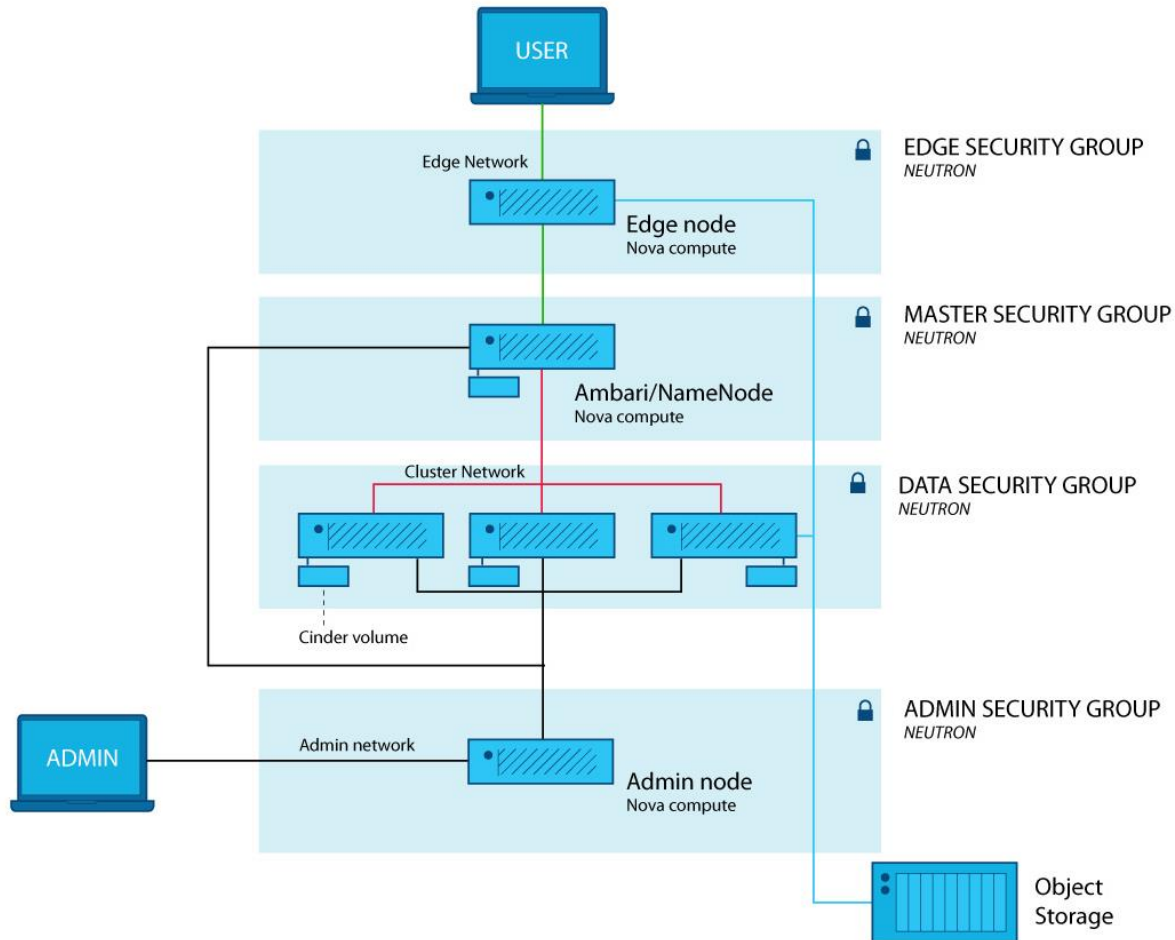 USER
Edge Network
EDGE SECURITY GROUP
NEUTRON
Edge node
Nova compute
MASTER SECURITY GROUP
NEUTRON
Ambari/NameNode
Nova compute
Cluster Network
DATA SECURITY GROUP
NEUTRON
Cinder volume
ADMIN SECURITY GROUP
NEUTRON
ADMIN
Admin network
Admin node
Nova compute
Object
Storage